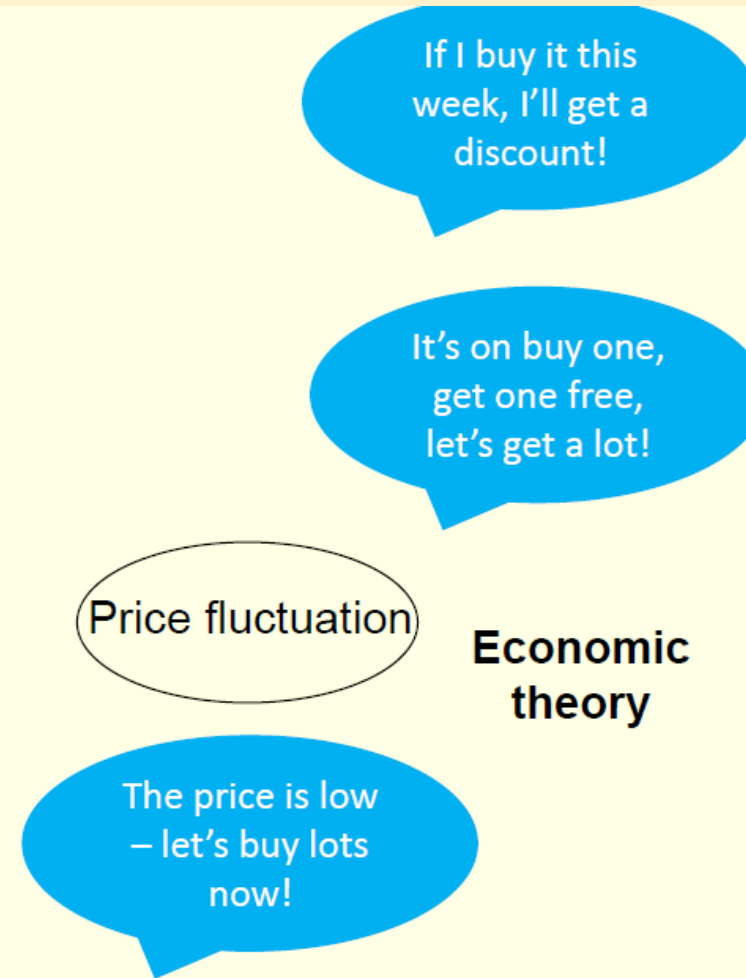 If I buy it this
week, I’ll get a
discount!
It’s on buy one,
get one free,
let’s get a lot!
Price fluctuation
Economic
theory
The price is low
– let’s buy lots
now!